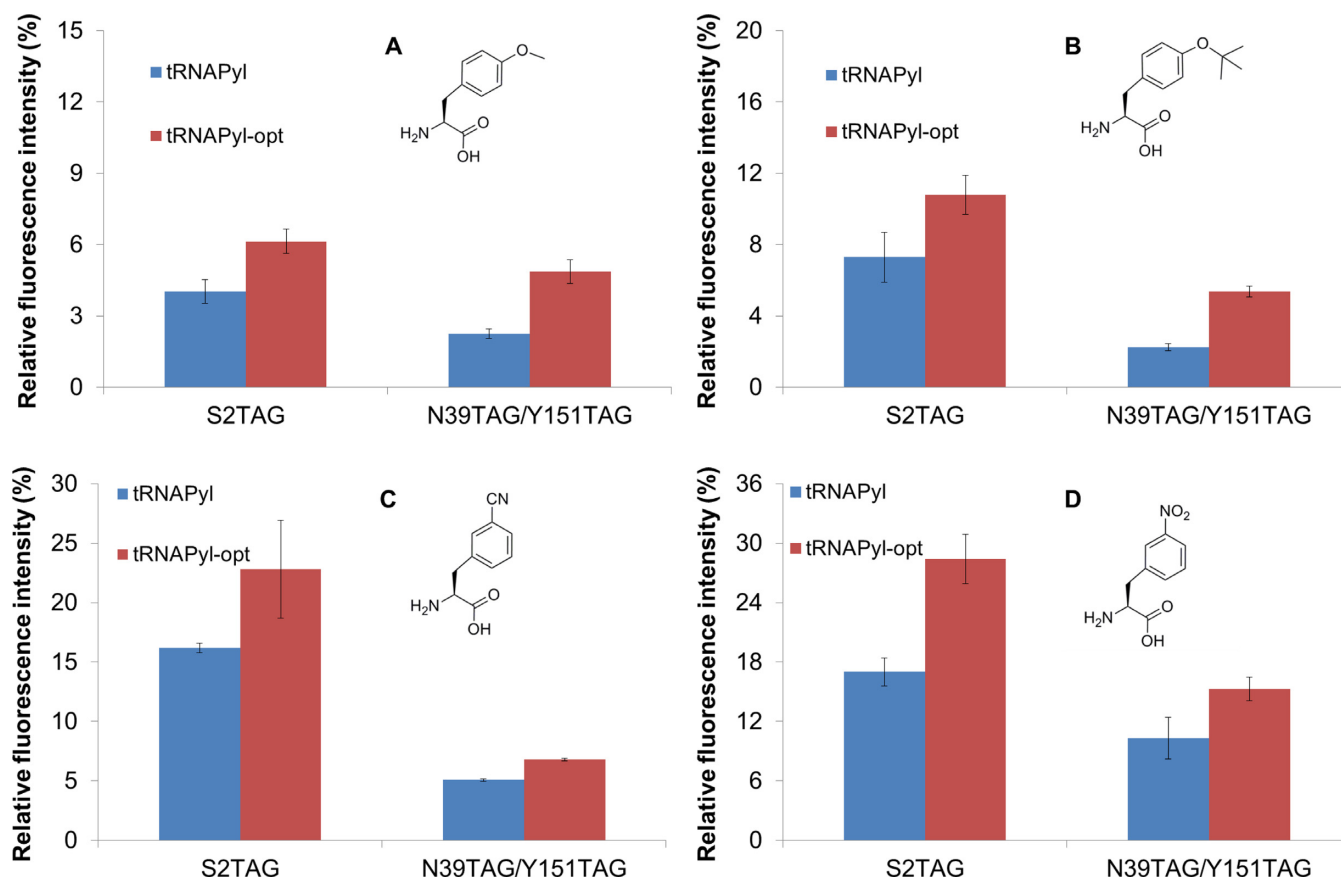 Relative fluorescence intensity (%)
15
12
9
6
3
0
tRNAPyl
tRNAPyl-opt
A
O
H₂N
O
OH
S2TAG
N39TAG/Y151TAG
Relative fluorescence intensity (%)
20
16
12
8
4
0
tRNAPyl
tRNAPyl-opt
B
O
H₂N
O
OH
S2TAG
N39TAG/Y151TAG
Relative fluorescence intensity (%)
30
25
20
15
10
5
0
tRNAPyl
tRNAPyl-opt
C
CN
H₂N
O
OH
S2TAG
N39TAG/Y151TAG
Relative fluorescence intensity (%)
36
30
24
18
12
6
0
tRNAPyl
tRNAPyl-opt
D
NO₂
H₂N
O
OH
S2TAG
N39TAG/Y151TAG